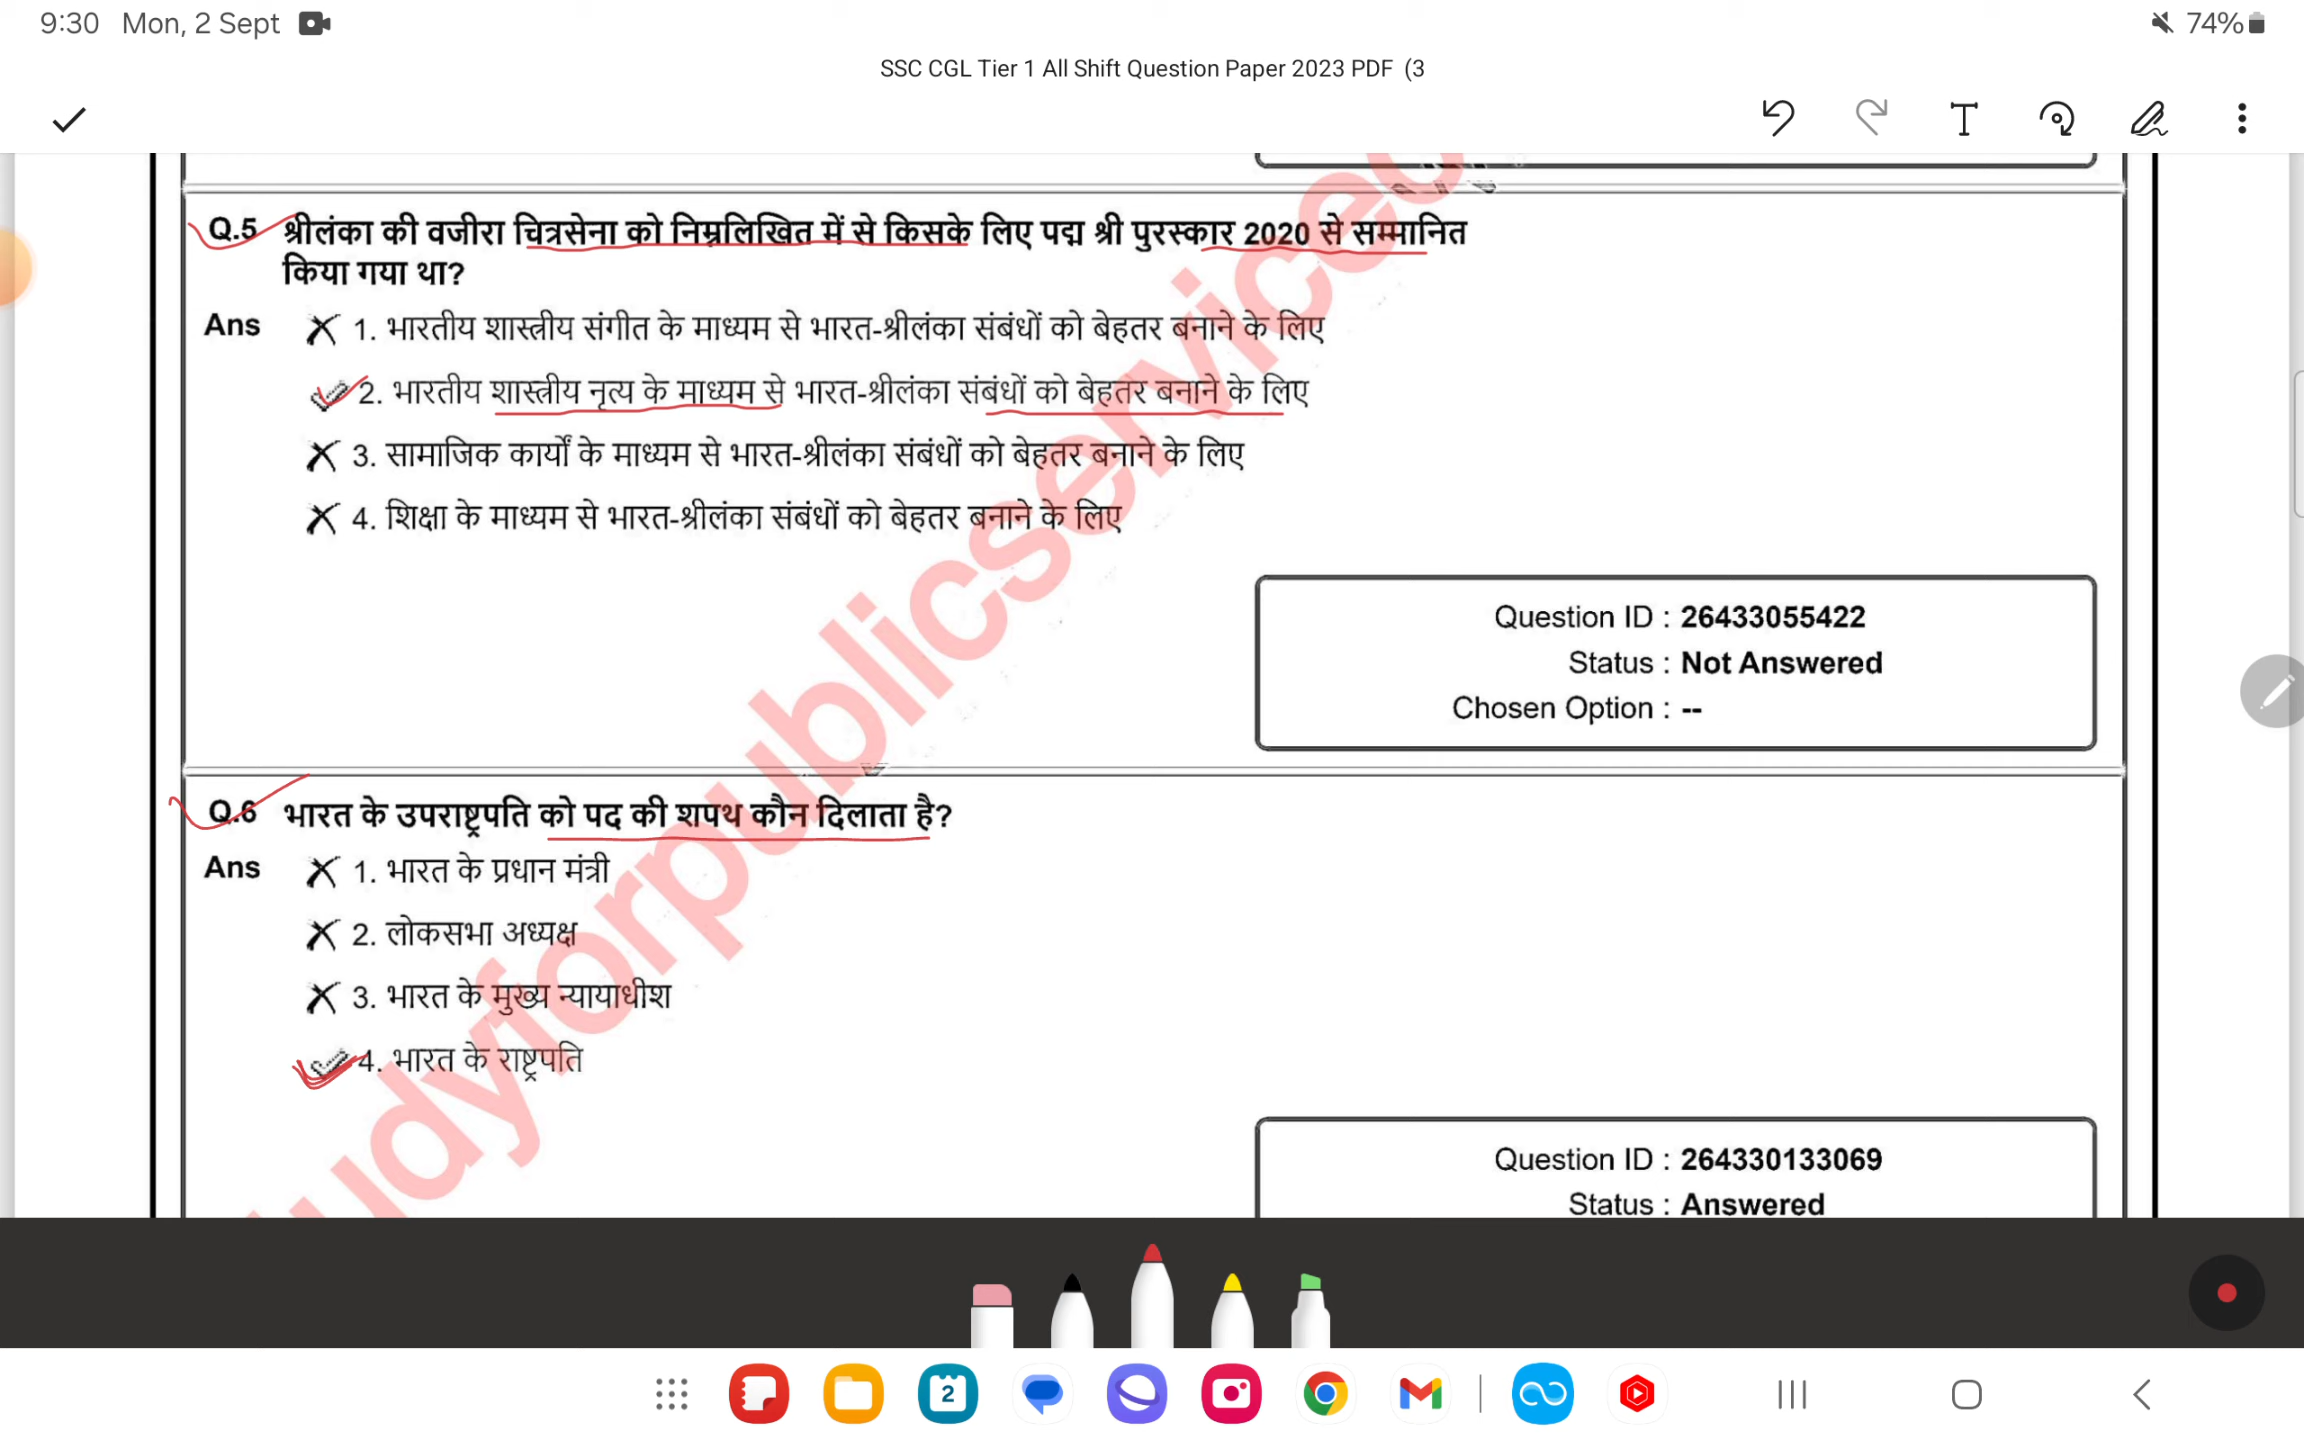 9:30 Mon, 2 Sept
74%
SSC CGL Tier 1 All Shift Question Paper 2023 PDF (3
T
Q.5 श्रीलंका की वजीरा चित्रसेना को निम्नलिखित में से किसके लिए पद्म श्री पुरस्कार 2020 से सम्मानित
किया गया था?
Ans 1. भारतीय शास्त्रीय संगीत के माध्यम से भारत-श्रीलंका संबंधों को बेहतर बनाने के लिए
2. भारतीय शास्त्रीय नृत्य के माध्यम से भारत-श्रीलंका संबंधों को बेहतर बनाने के लिए
3. सामाजिक कार्यों के माध्यम से भारत-श्रीलंका संबंधों को बेहतर बनाने के लिए
4. शिक्षा के माध्यम से भारत-श्रीलंका संबंधों को बेहतर बनाने के लिए
Question ID : 26433055422
Status : Not Answered
Chosen Option : --
Q.6 भारत के उपराष्ट्रपति को पद की शपथ कौन दिलाता है?
Ans 1. भारत के प्रधान मंत्री
2. लोकसभा अध्यक्ष
3. भारत के मुख्य न्यायाधीश
4. भारत के राष्ट्रपति
Question ID : 264330133069
Status : Answered
udyforpublicservice
2